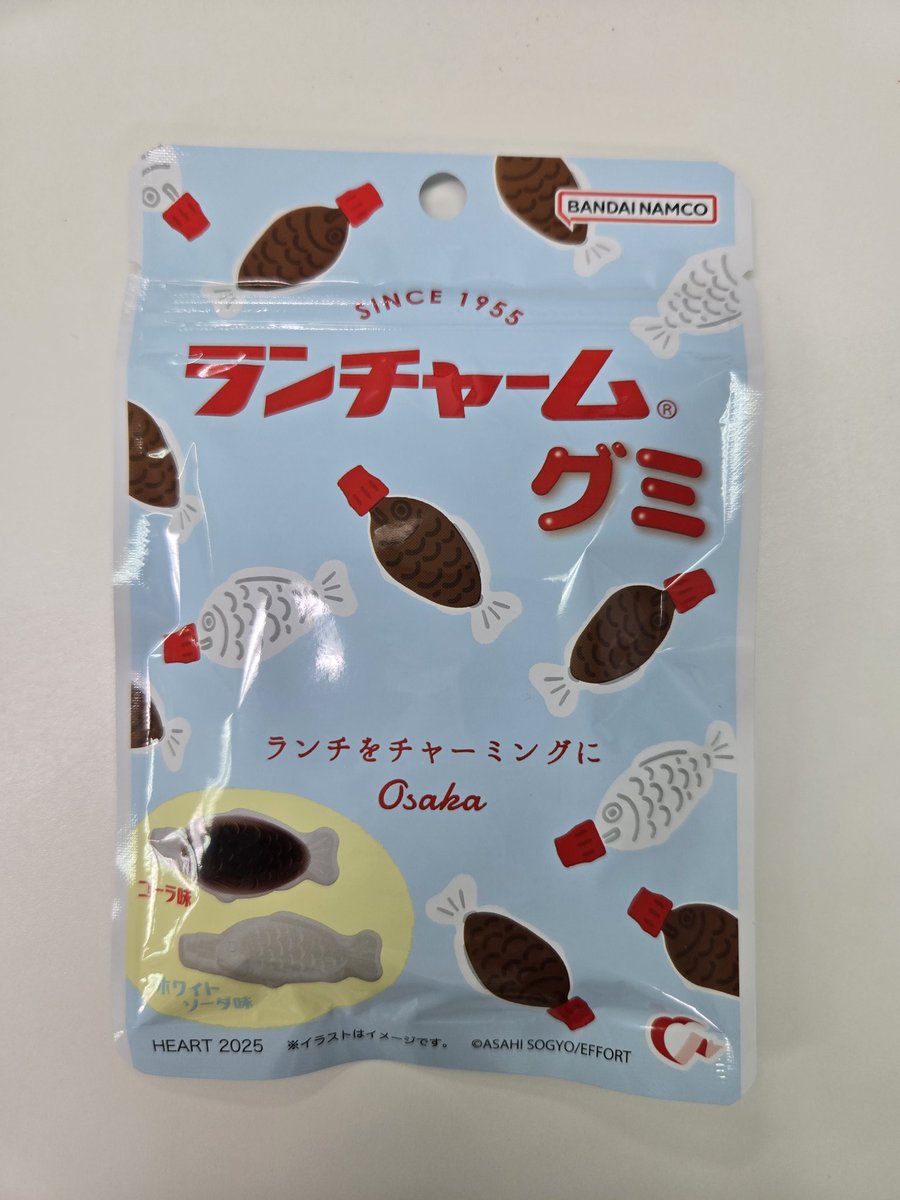 BANDAI NAMCO
SINCE 1955
ランチャーム®
グミ
ランチをチャーミングに
Osaka
コーラ味
ホワイト
ソーダ味
HEART 2025 ※イラストはイメージです。 ©ASAHI SOGYO/EFFORT